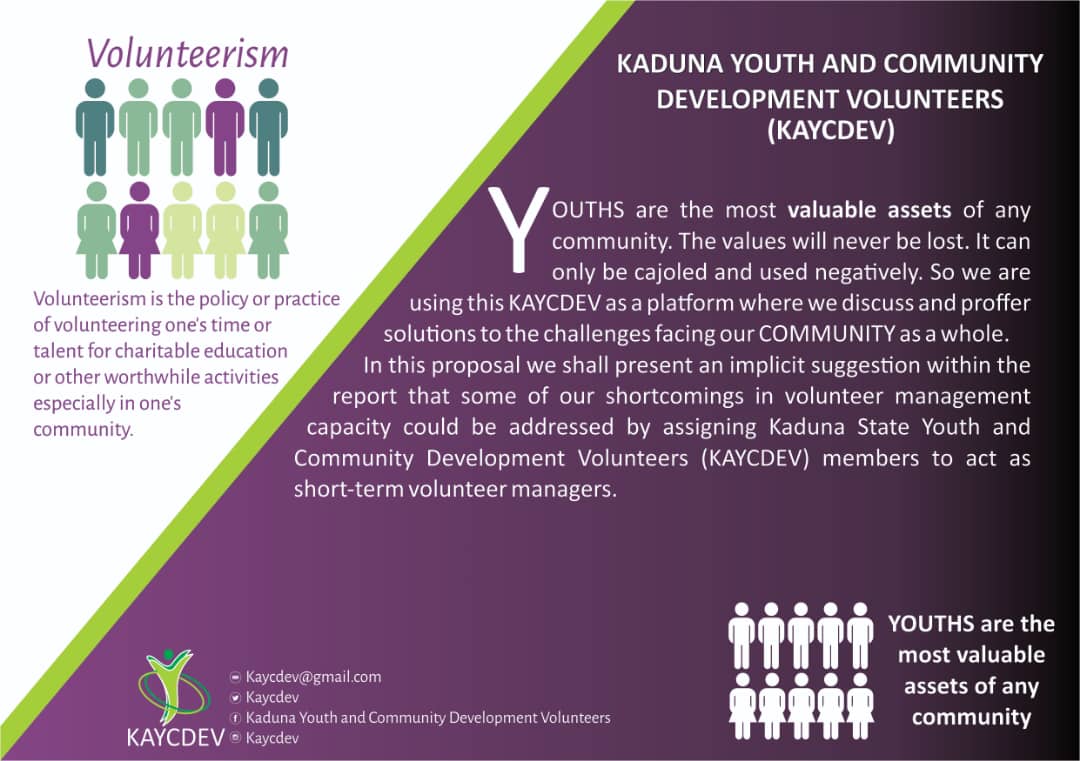 Volunteerism
Volunteerism is the policy or practice
of volunteering one's time or
talent for charitable education
or other worthwhile activities
especially in one's
community.
KADUNA YOUTH AND COMMUNITY
DEVELOPMENT VOLUNTEERS
(KAYCDEV)
YOUTHS are the most valuable assets of any
community. The values will never be lost. It can
only be cajoled and used negatively. So we are
using this KAYCDEV as a platform where we discuss and proffer
solutions to the challenges facing our COMMUNITY as a whole.
In this proposal we shall present an implicit suggestion within the
report that some of our shortcomings in volunteer management
capacity could be addressed by assigning Kaduna State Youth and
Community Development Volunteers (KAYCDEV) members to act as
short-term volunteer managers.
KAYCDEV
Kaycdev@gmail.com
Kaycdev
Kaduna Youth and Community Development Volunteers
Kaycdev
YOUTHS are the
most valuable
assets of any
community